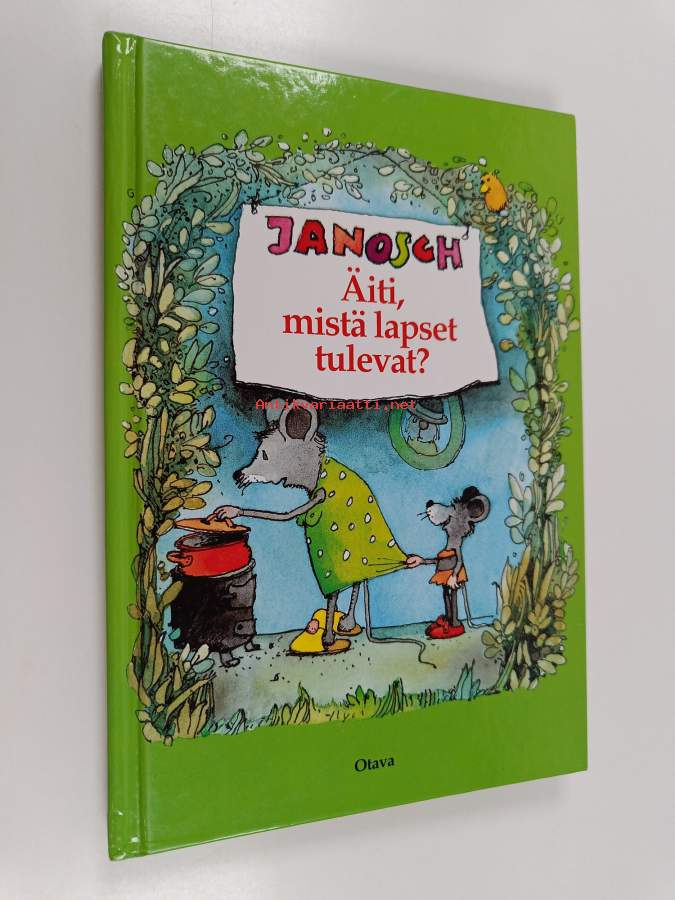 JANOSCH
Äiti,
mistä lapset
tulevat?
Antikvariaatti.net
Otava